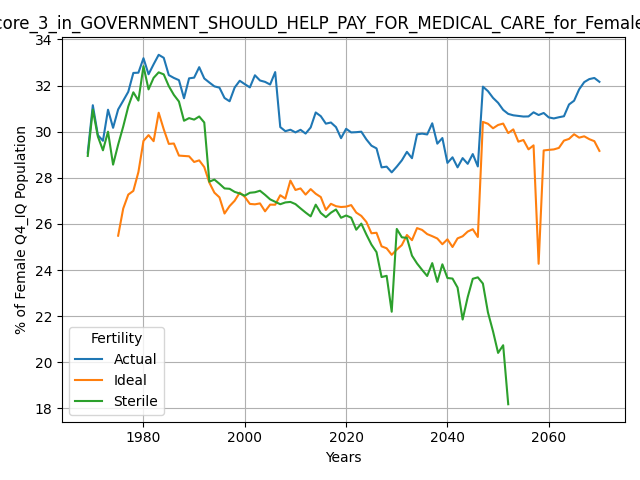 core_3_in_GOVERNMENT_SHOULD_HELP_PAY_FOR_MEDICAL_CARE_for_Female
34
32
30
28
26
24
22
20
18
% of Female Q4_IQ Population
Fertility
Actual
Ideal
Sterile
1980 2000 2020 2040 2060
Years